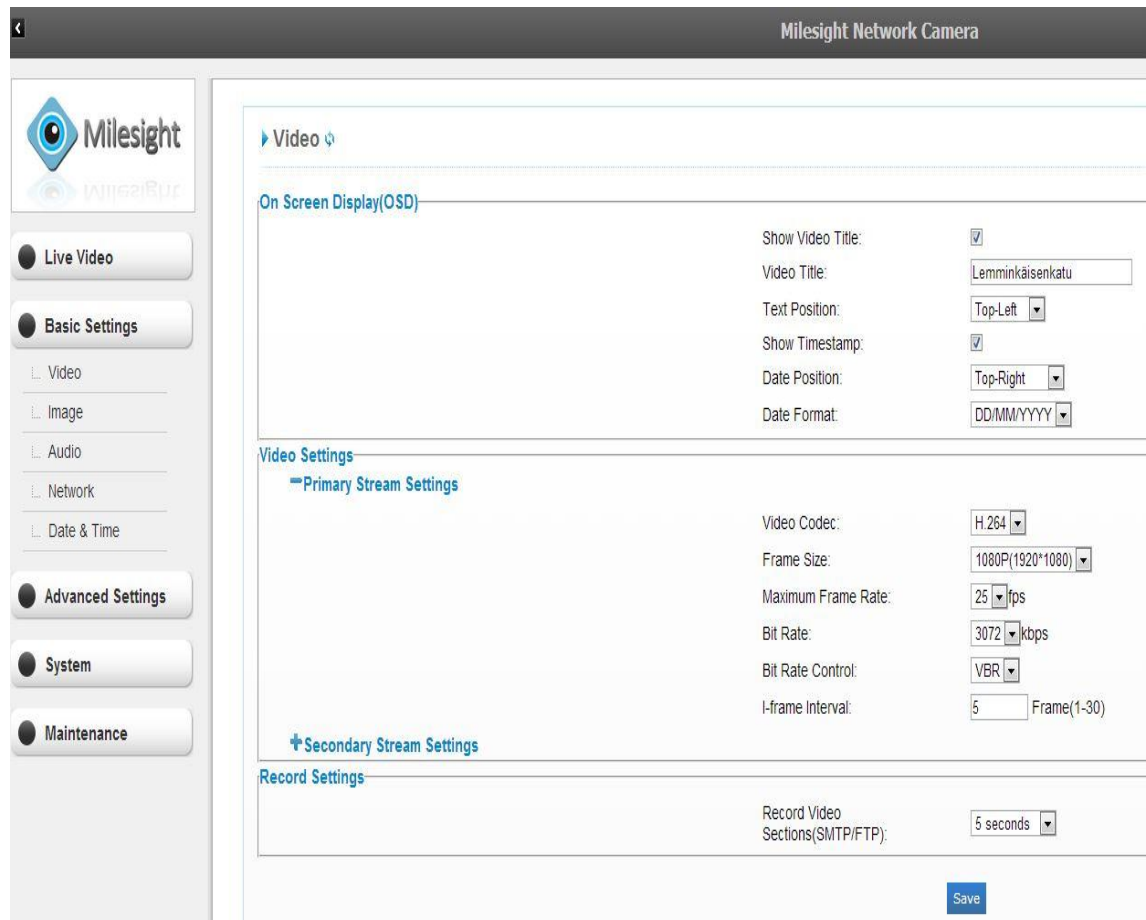 Milesight Network Camera
Milesight
Video
On Screen Display(OSD)
Show Video Title:
Video Title: Lemminkäisenkatu
Text Position: Top-Left
Show Timestamp:
Date Position: Top-Right
Date Format: DD/MM/YYYY
Video Settings
Primary Stream Settings
Video Codec: H.264
Frame Size: 1080P(1920*1080)
Maximum Frame Rate: 25 fps
Bit Rate: 3072 kbps
Bit Rate Control: VBR
I-frame Interval: 5 Frame(1-30)
Secondary Stream Settings
Record Settings
Record Video
Sections(SMTP/FTP): 5 seconds
Save
Live Video
Basic Settings
Video
Image
Audio
Network
Date & Time
Advanced Settings
System
Maintenance